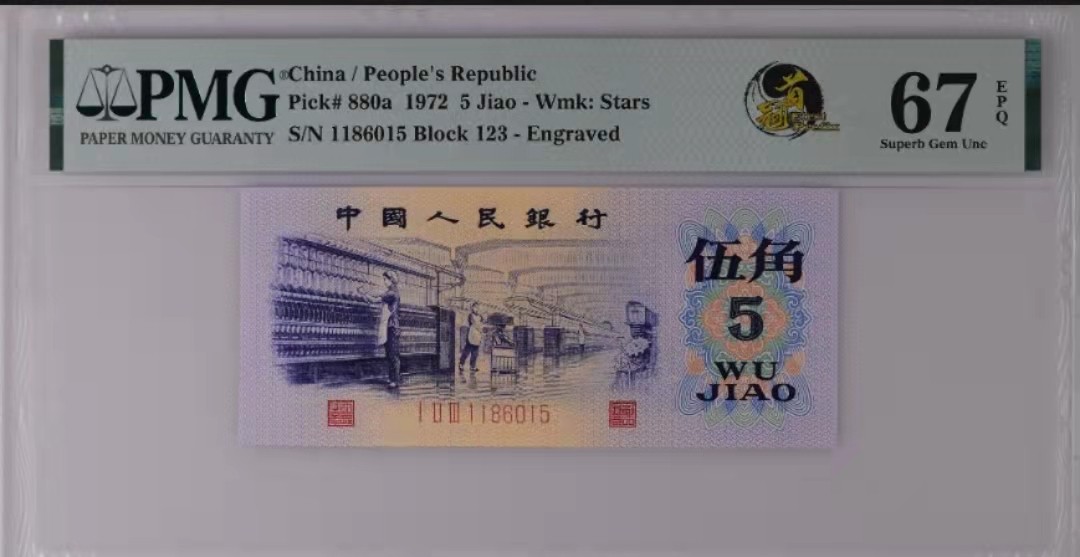 PMG
PAPER MONEY GUARANTY
China / People's Republic
Pick# 880a 1972 5 Jiao - Wmk: Stars
S/N 1186015 Block 123 - Engraved
67
EPQ
Superb Gem Unc
中國人民銀行
伍角
5
WU
JIAO
I II III 1186015